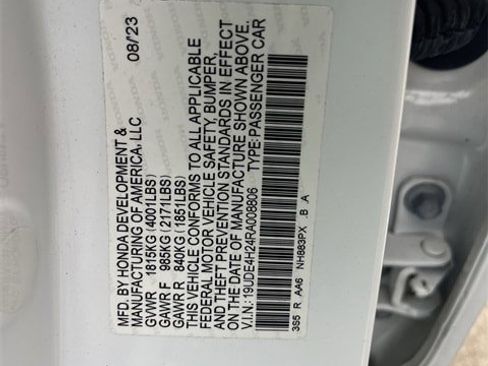 MFD. BY HONDA DEVELOPMENT & 08/23
MANUFACTURING OF AMERICA, LLC
GVWR 1815KG (4001LBS)
GAWR F 985KG (2171LBS)
GAWR R 840KG (1851LBS)
THIS VEHICLE CONFORMS TO ALL APPLICABLE
FEDERAL MOTOR VEHICLE SAFETY, BUMPER,
AND THEFT PREVENTION STANDARDS IN EFFECT
ON THE DATE OF MANUFACTURE SHOWN ABOVE.
V.I.N.: 19UDE4H24RA008806 TYPE: PASSENGER CAR
3S5 R AA6 NH883PX .B .A